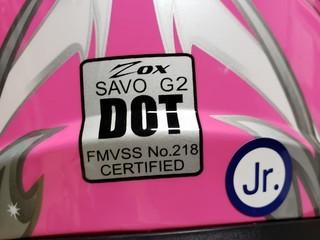 Zox
SAVO G2
DOT
FMVSS No.218
CERTIFIED
Jr.